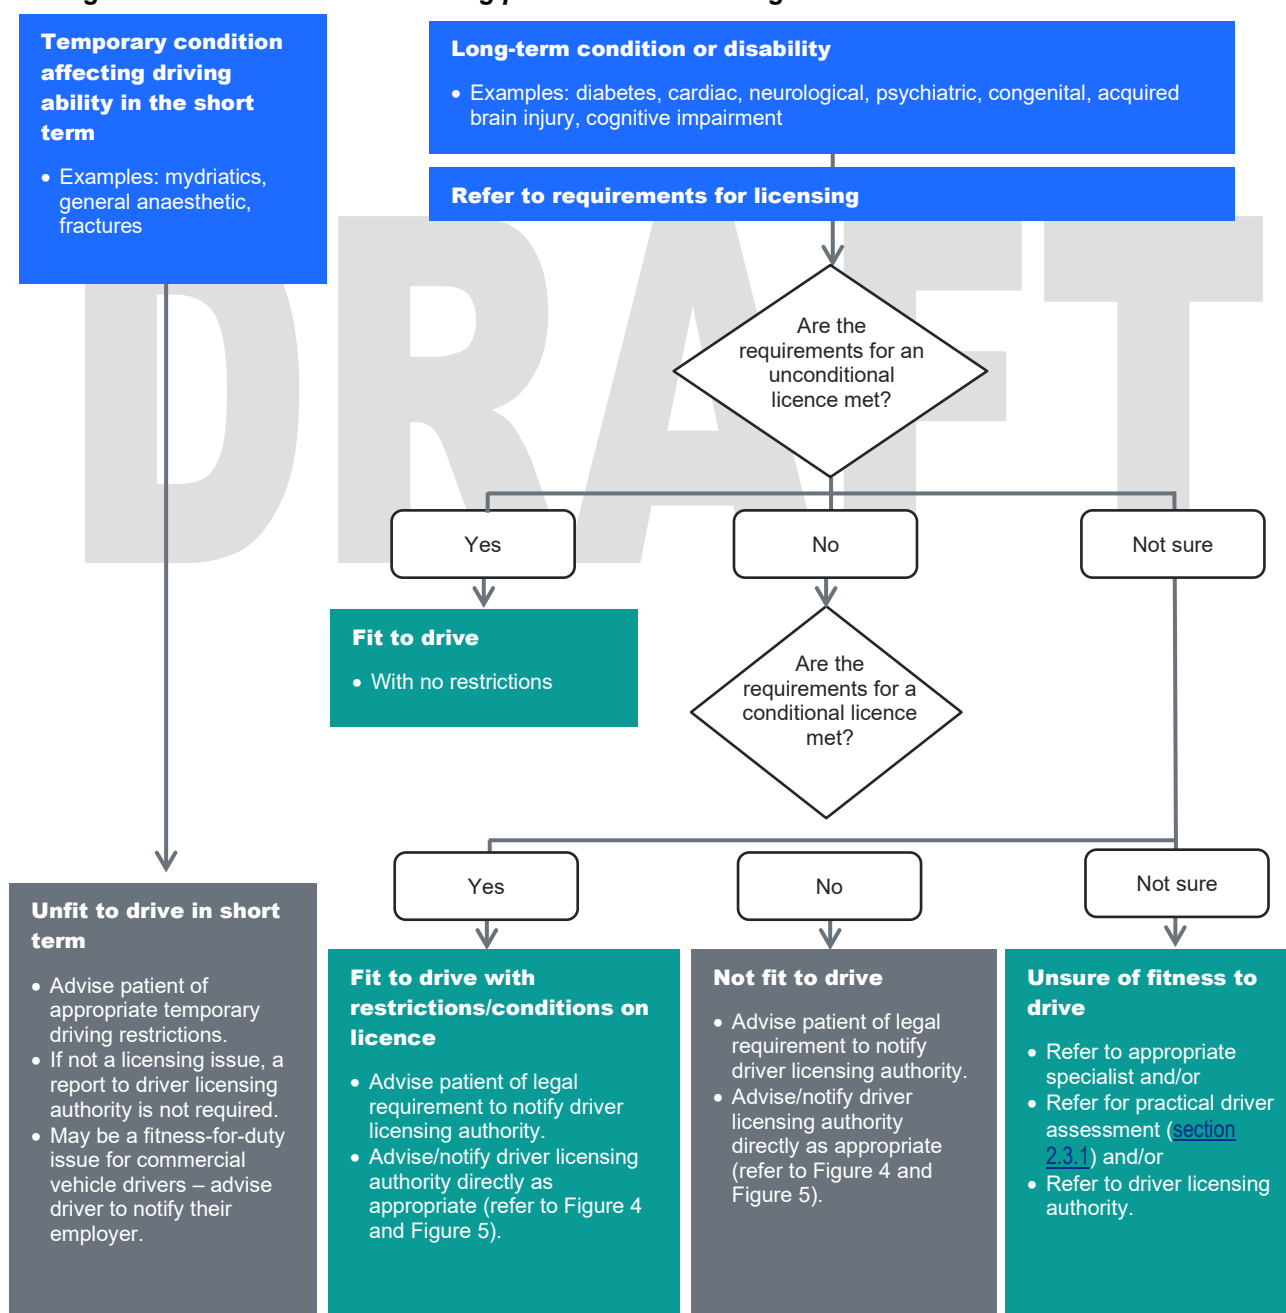 Temporary condition
affecting driving
ability in the short
term
• Examples: mydriatics,
general anaesthetic,
fractures
Long-term condition or disability
• Examples: diabetes, cardiac, neurological, psychiatric, congenital, acquired
brain injury, cognitive impairment
Refer to requirements for licensing
DRAFT
Are the
requirements for an
unconditional
licence met?
Yes
No
Not sure
Fit to drive
• With no restrictions
Are the
requirements for a
conditional licence
met?
Yes
No
Not sure
Unfit to drive in short
term
• Advise patient of
appropriate temporary
driving restrictions.
• If not a licensing issue, a
report to driver licensing
authority is not required.
• May be a fitness-for-duty
issue for commercial
vehicle drivers – advise
driver to notify their
employer.
Fit to drive with
restrictions/conditions on
licence
• Advise patient of legal
requirement to notify driver
licensing authority.
• Advise/notify driver licensing
authority directly as
appropriate (refer to Figure 4
and Figure 5).
Not fit to drive
• Advise patient of legal
requirement to notify
driver licensing authority.
• Advise/notify driver
licensing authority
directly as appropriate
(refer to Figure 4 and
Figure 5).
Unsure of fitness to
drive
• Refer to appropriate
specialist and/or
• Refer for practical driver
assessment (section
2.3.1) and/or
• Refer to driver licensing
authority.